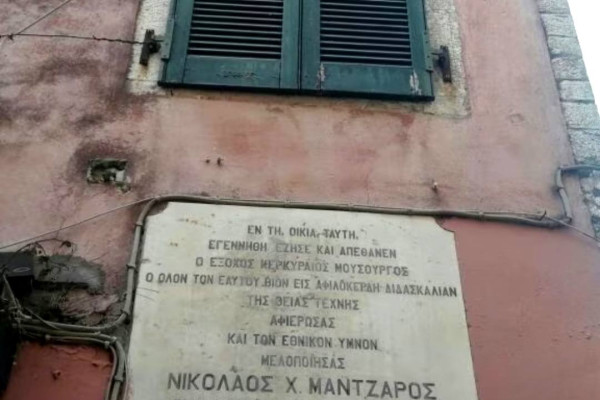 ΕΝ ΤΗ. ΟΙΚΙΑ. ΤΑΥΤΗ.
ΕΓΕΝΝΗΘΗ ΕΖΗΣΕ ΚΑΙ ΑΠΕΘΑΝΕΝ
Ο ΕΞΟΧΟΣ ΚΕΡΚΥΡΑΙΟΣ ΜΟΥΣΟΥΡΓΟΣ
Ο ΟΛΟΝ ΤΟΝ ΕΑΥΤΟΥ ΒΙΟΝ ΕΙΣ ΑΦΙΛΟΚΕΡΔΗ ΔΙΔΑΣΚΑΛΙΑΝ
ΤΗΣ ΘΕΙΑΣ ΤΕΧΝΗΣ
ΑΦΙΕΡΩΣΑΣ
ΚΑΙ ΤΟΝ ΕΘΝΙΚΟΝ ΥΜΝΟΝ
ΜΕΛΟΠΟΙΗΣΑΣ
ΝΙΚΟΛΑΟΣ Χ. ΜΑΝΤΖΑΡΟΣ